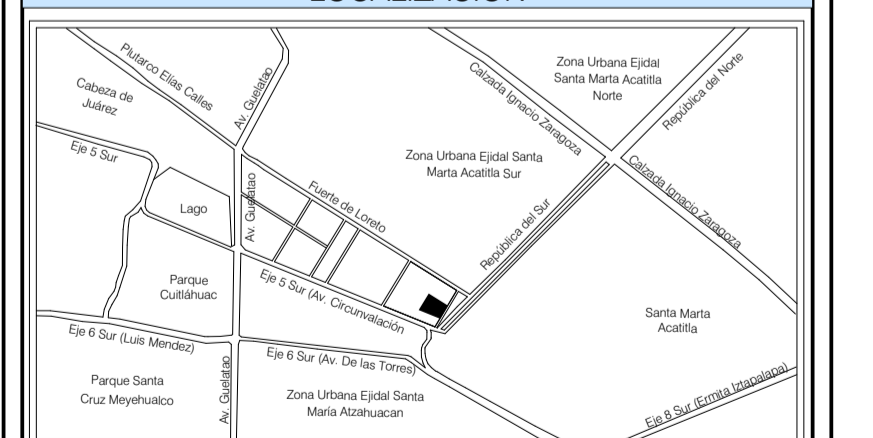 LOCALIZACIÓN
Plutarco Elías Calles
Av. Guelatao
Cabeza de
Juárez
Calzada Ignacio Zaragoza
Zona Urbana Ejidal
Santa Marta Acatitla
Norte
República del Norte
Eje 5 Sur
Zona Urbana Ejidal Santa
Marta Acatitla Sur
Calzada Ignacio Zaragoza
Lago
Av. Guelatao
Fuerte de Loreto
República del Sur
Parque
Cuitláhuac
Eje 5 Sur (Av. Circunvalación
Santa Marta
Acatitla
Eje 6 Sur (Luis Mendez)
Eje 6 Sur (Av. De las Torres)
Parque Santa
Cruz Meyehualco
Av. Guelatao
Zona Urbana Ejidal Santa
María Atzahuacan
Eje 8 Sur (Ermita Iztapalapa)